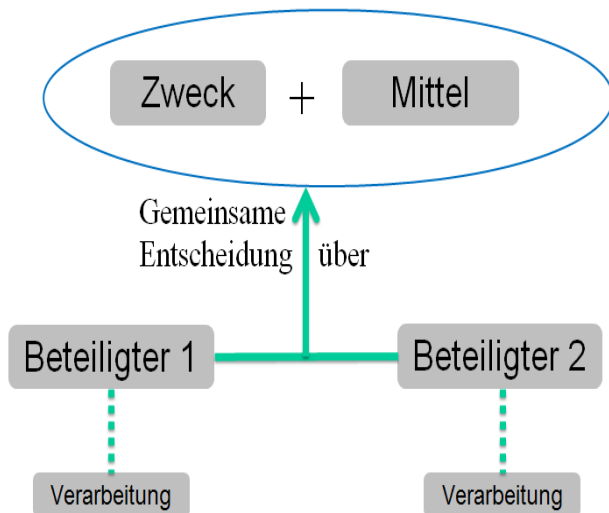 Zweck + Mittel
Gemeinsame
Entscheidung über
Beteiligter 1 Beteiligter 2
Verarbeitung Verarbeitung